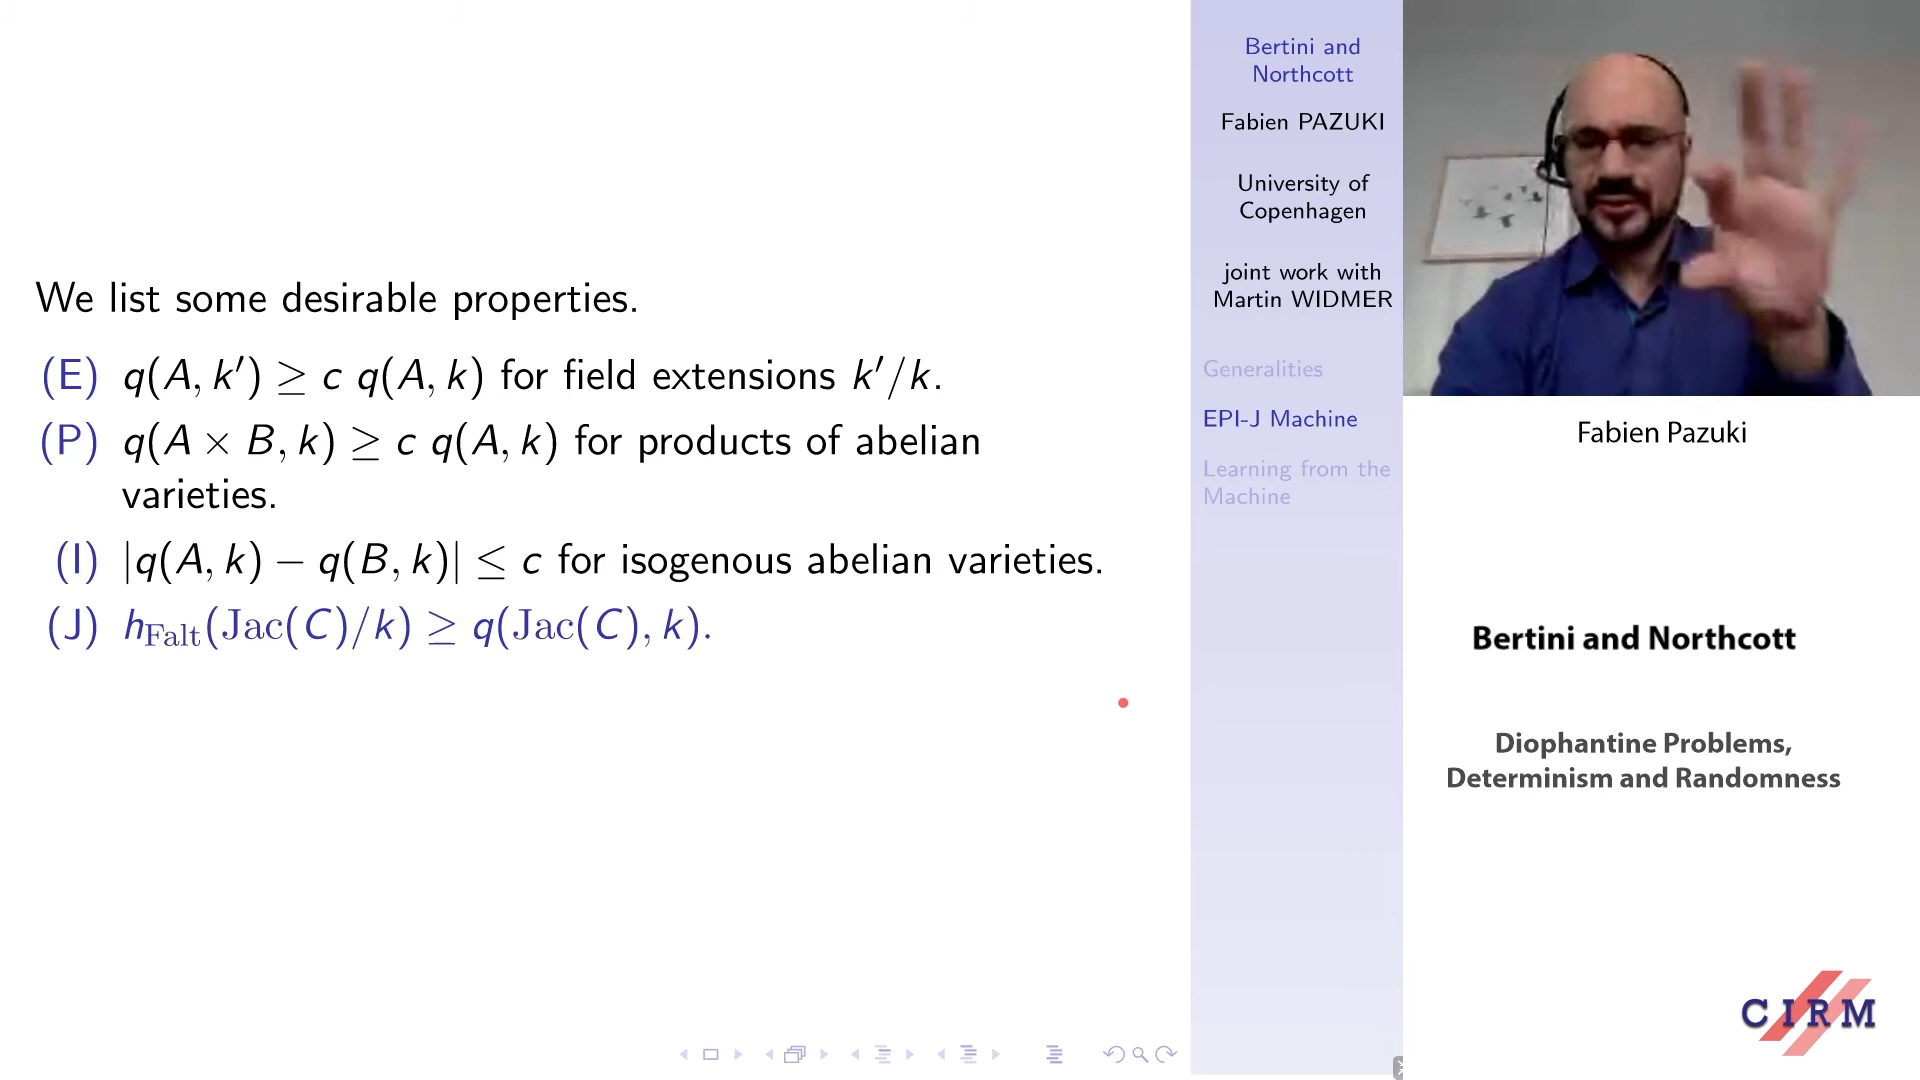 We list some desirable properties.
(E) q(A, k′) ≥ c q(A, k) for field extensions k′/k.
(P) q(A × B, k) ≥ c q(A, k) for products of abelian
varieties.
(I) |q(A, k) − q(B, k)| ≤ c for isogenous abelian varieties.
(J) h_Falt(Jac(C)/k) ≥ q(Jac(C), k).
Bertini and
Northcott
Fabien PAZUKI
University of
Copenhagen
joint work with
Martin WIDMER
Generalities
EPI-J Machine
Learning from the
Machine
Fabien Pazuki
Bertini and Northcott
Diophantine Problems,
Determinism and Randomness
CIRM